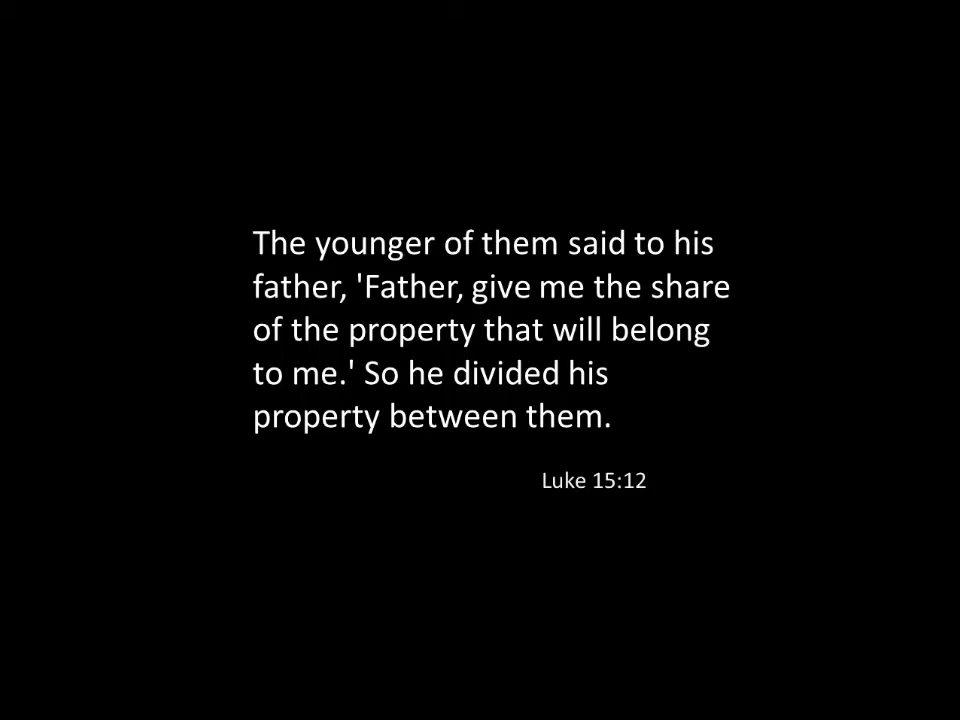 The younger of them said to his
father, 'Father, give me the share
of the property that will belong
to me.' So he divided his
property between them.
Luke 15:12